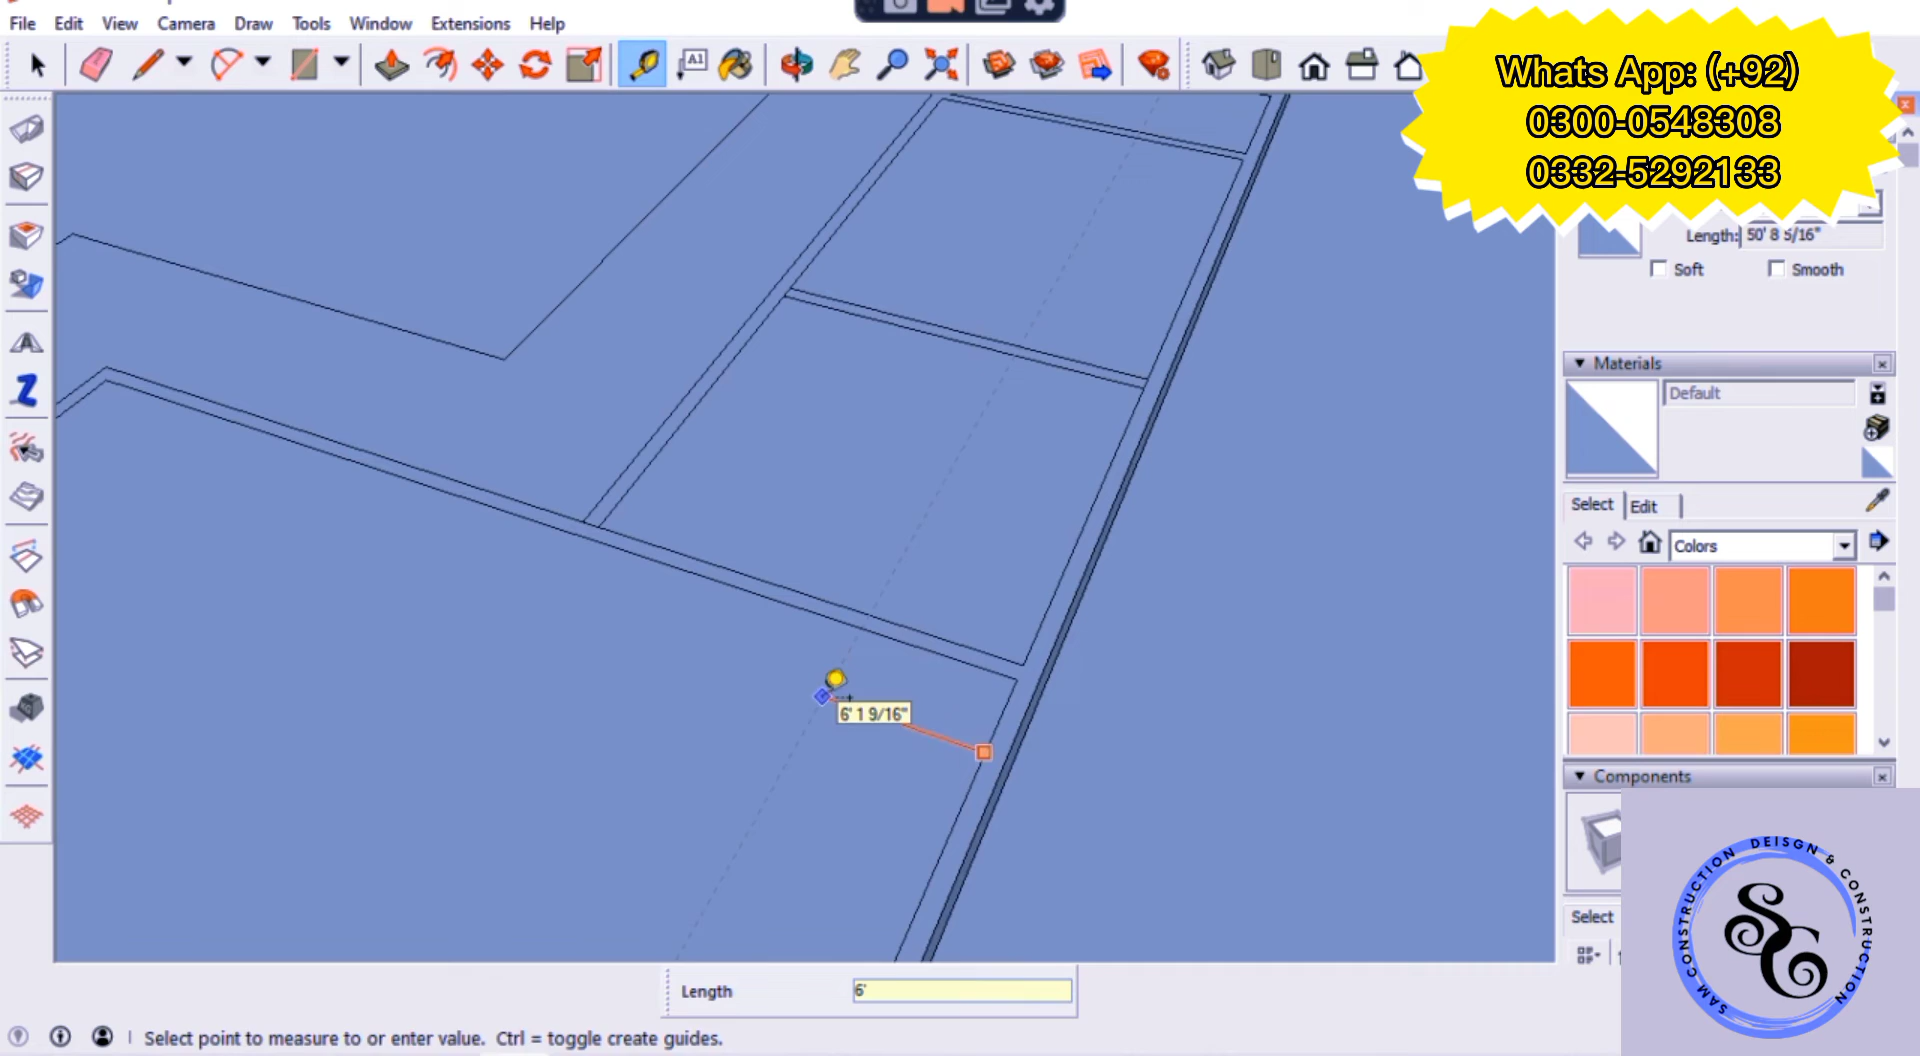 File Edit View Camera Draw Tools Window Extensions Help
A1
Whats App: (+92)
0300-0548308
0332-5292133
Length: 50' 8 5/16"
Soft Smooth
Materials
Default
Select Edit
Colors
6' 1 9/16"
Components
Select
SAM CONSTRUCTION DEISGN & CONSTRUCTION
SC
Length 6'
Select point to measure to or enter value. Ctrl = toggle create guides.